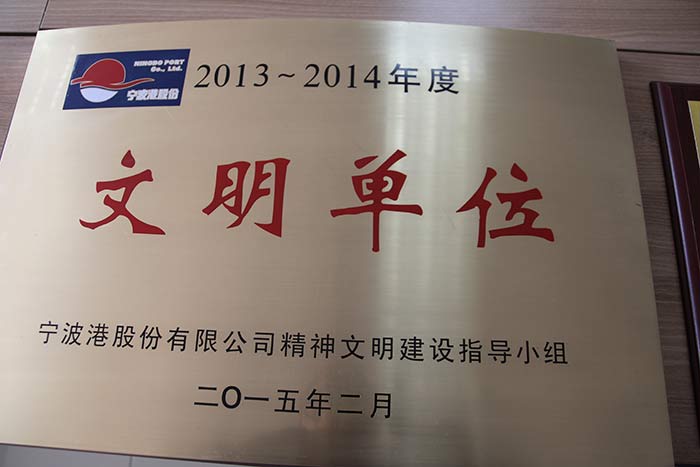 NINGBO PORT
Co., Ltd.
宁波港股份
2013~2014年度
文明单位
宁波港股份有限公司精神文明建设指导小组
二〇一五年二月